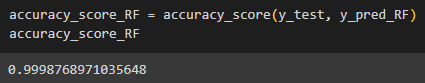 accuracy_score_RF = accuracy_score(y_test, y_pred_RF)
accuracy_score_RF
0.9998768971035648